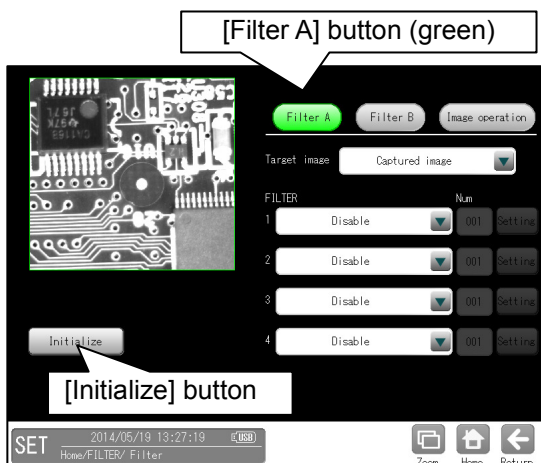 [Filter A] button (green)
Filter A Filter B Image operation
Target image Captured image
FILTER Num
1 Disable 001 Setting
2 Disable 001 Setting
3 Disable 001 Setting
4 Disable 001 Setting
Initialize
[Initialize] button
SET 2014/05/19 13:27:19 USB
Home/FILTER/ Filter
Zoom Home Return